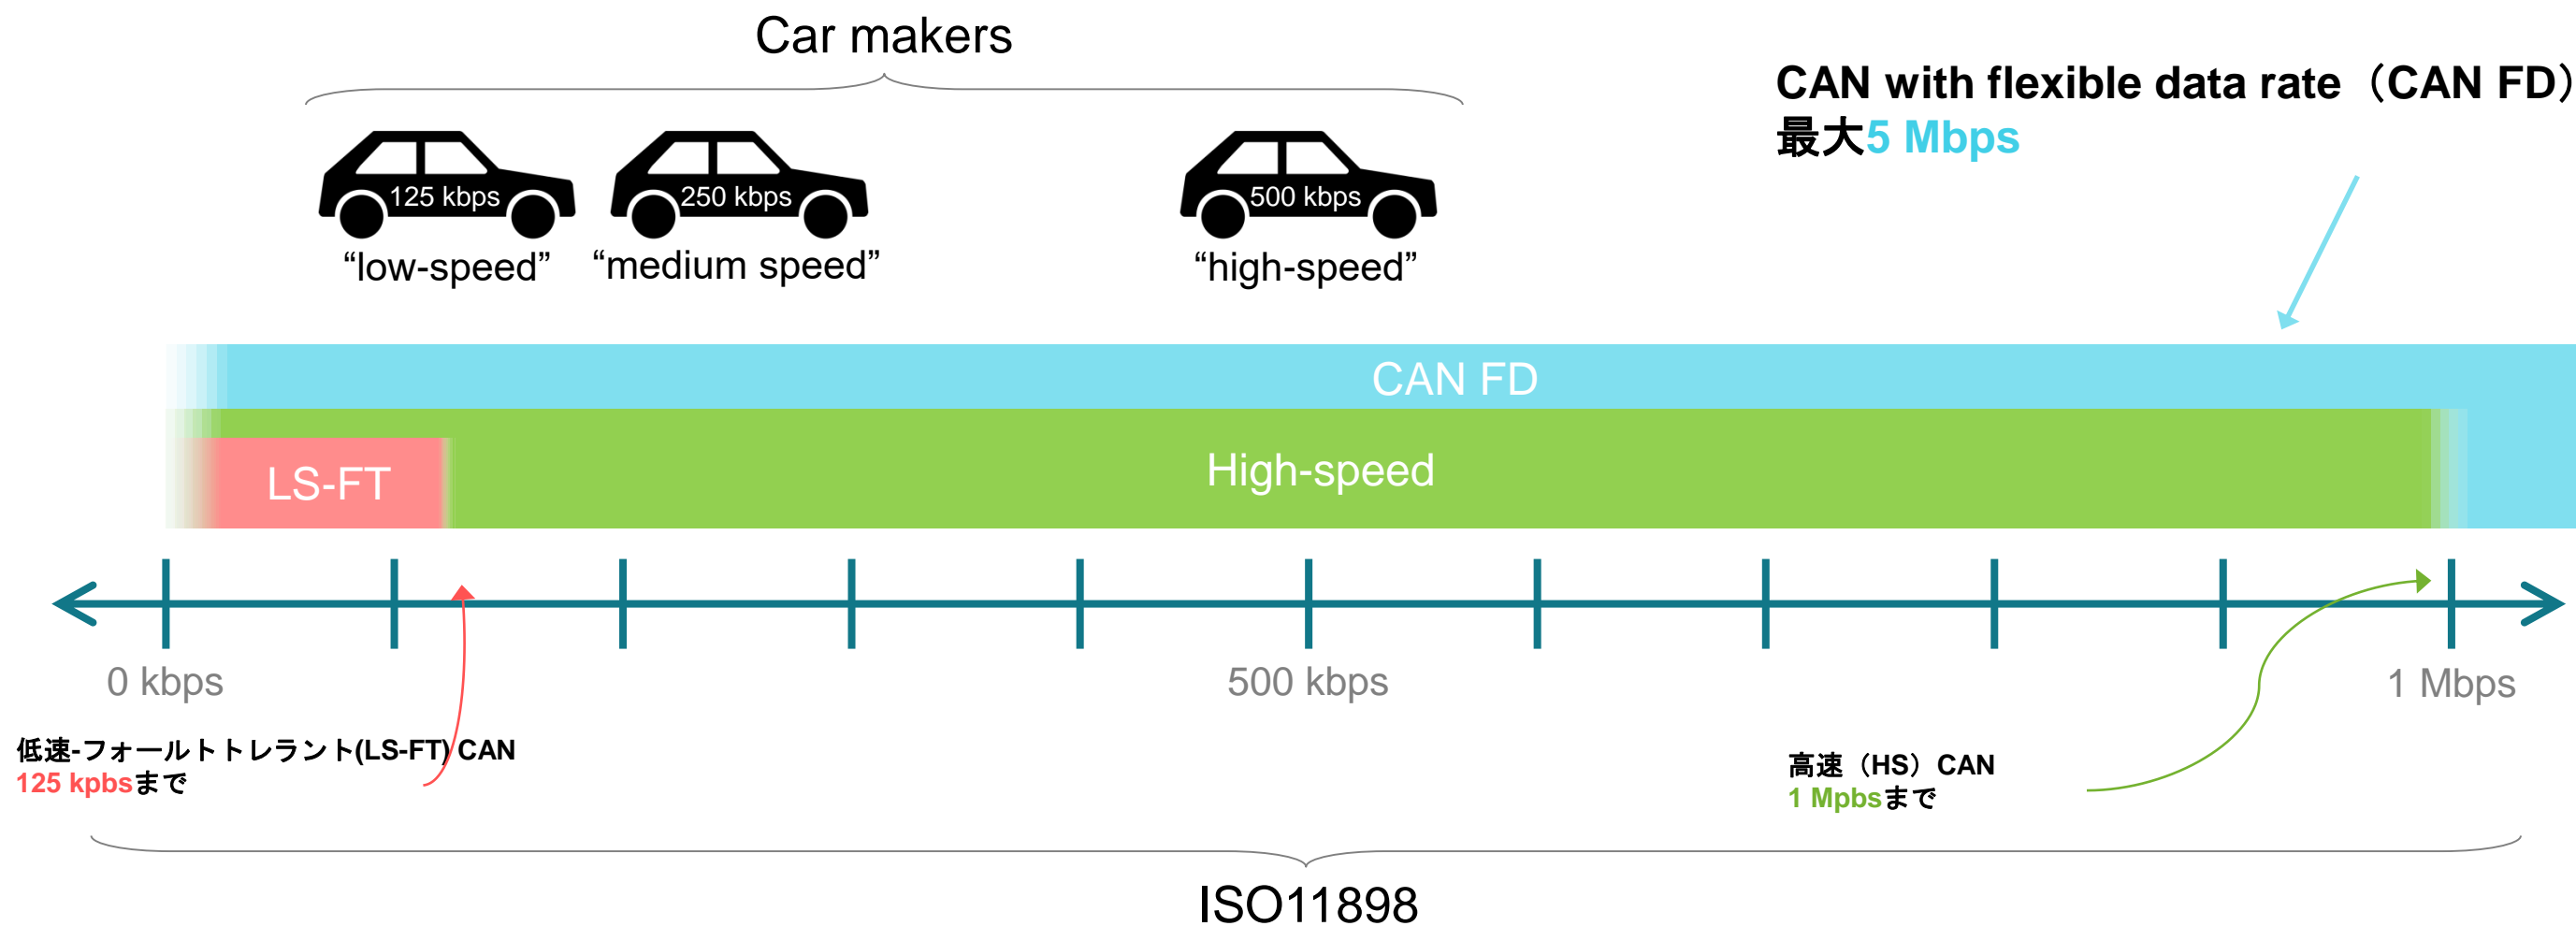 Car makers
CAN with flexible data rate（CAN FD）
最大5 Mbps
125 kbps
250 kbps
500 kbps
“low-speed”
“medium speed”
“high-speed”
CAN FD
High-speed
LS-FT
0 kbps
500 kbps
1 Mbps
低速-フォールトトレラント(LS-FT) CAN
125 kpbsまで
高速（HS）CAN
1 Mpbsまで
ISO11898